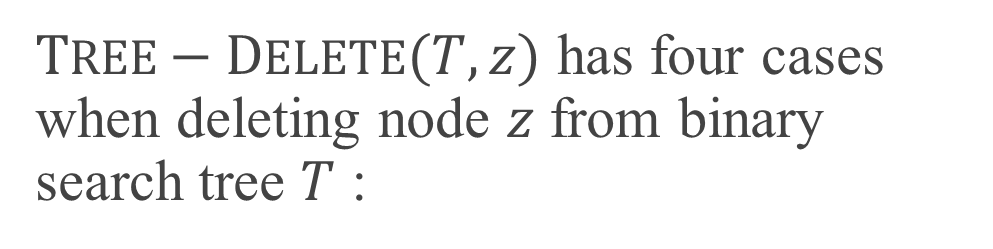 TREE − DELETE(T, z) has four cases
when deleting node z from binary
search tree T :